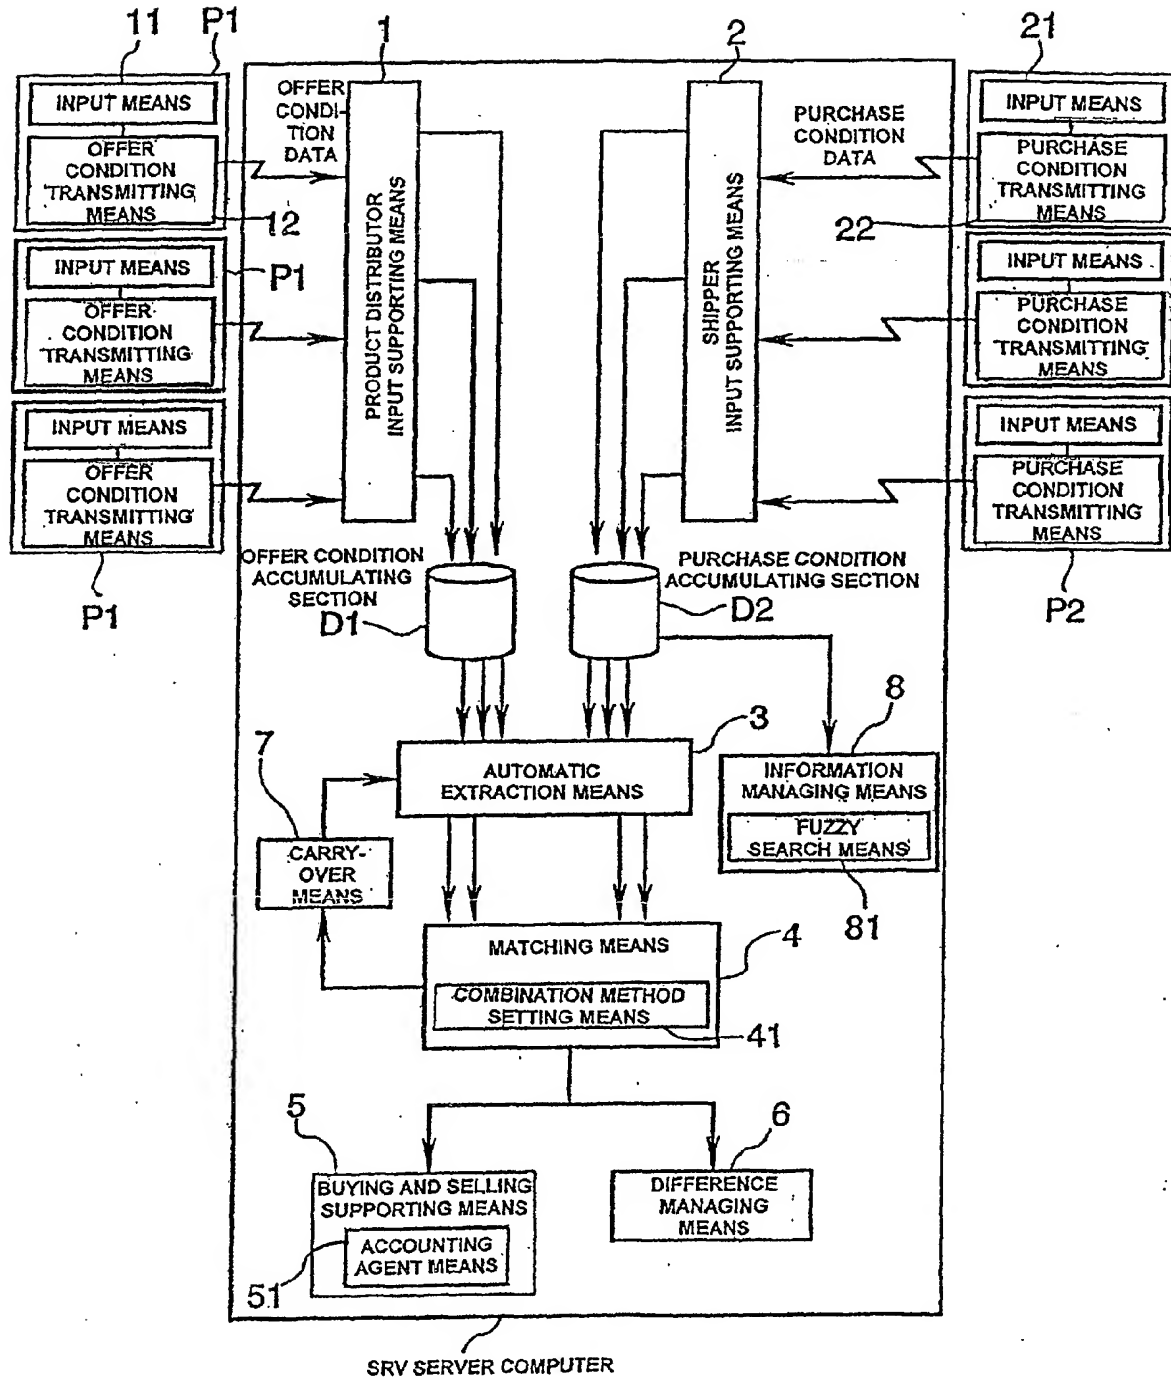 11
P1
INPUT MEANS
OFFER
CONDITION
TRANSMITTING
MEANS
12
INPUT MEANS
P1
OFFER
CONDITION
TRANSMITTING
MEANS
INPUT MEANS
OFFER
CONDITION
TRANSMITTING
MEANS
P1
1
OFFER
CONDI-
TION
DATA
PRODUCT DISTRIBUTOR
INPUT SUPPORTING MEANS
2
SHIPPER
INPUT SUPPORTING MEANS
PURCHASE
CONDITION
DATA
21
INPUT MEANS
PURCHASE
CONDITION
TRANSMITTING
MEANS
22
INPUT MEANS
PURCHASE
CONDITION
TRANSMITTING
MEANS
INPUT MEANS
PURCHASE
CONDITION
TRANSMITTING
MEANS
P2
OFFER CONDITION
ACCUMULATING
SECTION
D1
PURCHASE CONDITION
ACCUMULATING SECTION
D2
3
AUTOMATIC
EXTRACTION MEANS
8
INFORMATION
MANAGING MEANS
FUZZY
SEARCH MEANS
81
7
CARRY-
OVER
MEANS
MATCHING MEANS
4
COMBINATION METHOD
SETTING MEANS
41
5
BUYING AND SELLING
SUPPORTING MEANS
ACCOUNTING
AGENT MEANS
51
6
DIFFERENCE
MANAGING
MEANS
SRV SERVER COMPUTER